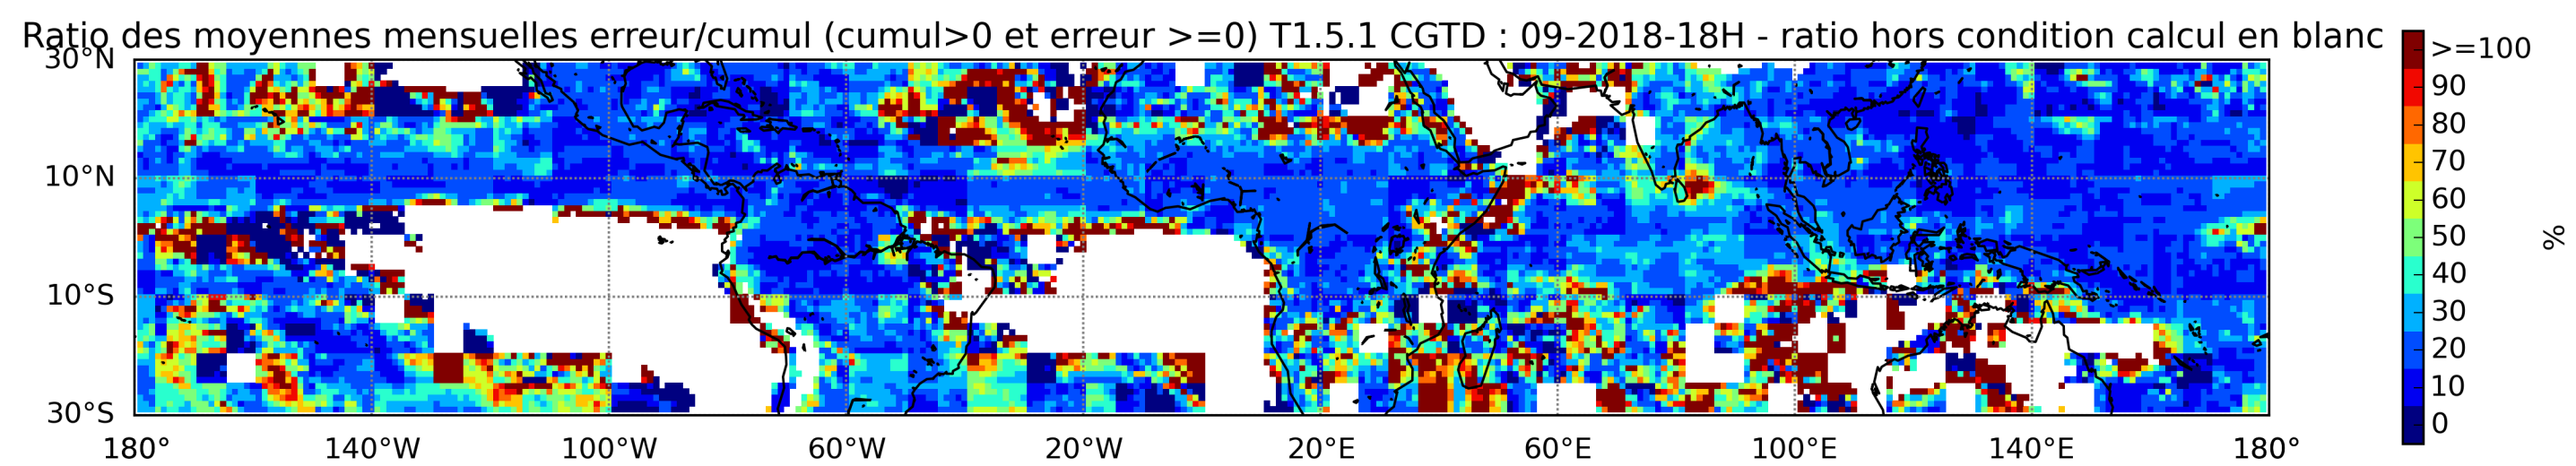 Ratio des moyennes mensuelles erreur/cumul (cumul>0 et erreur >=0) T1.5.1 CGTD : 09-2018-18H - ratio hors condition calcul en blanc
30°N
10°N
10°S
30°S
180° 140°W 100°W 60°W 20°W 20°E 60°E 100°E 140°E 180°
>=100
90
80
70
60
50
40
30
20
10
0
%